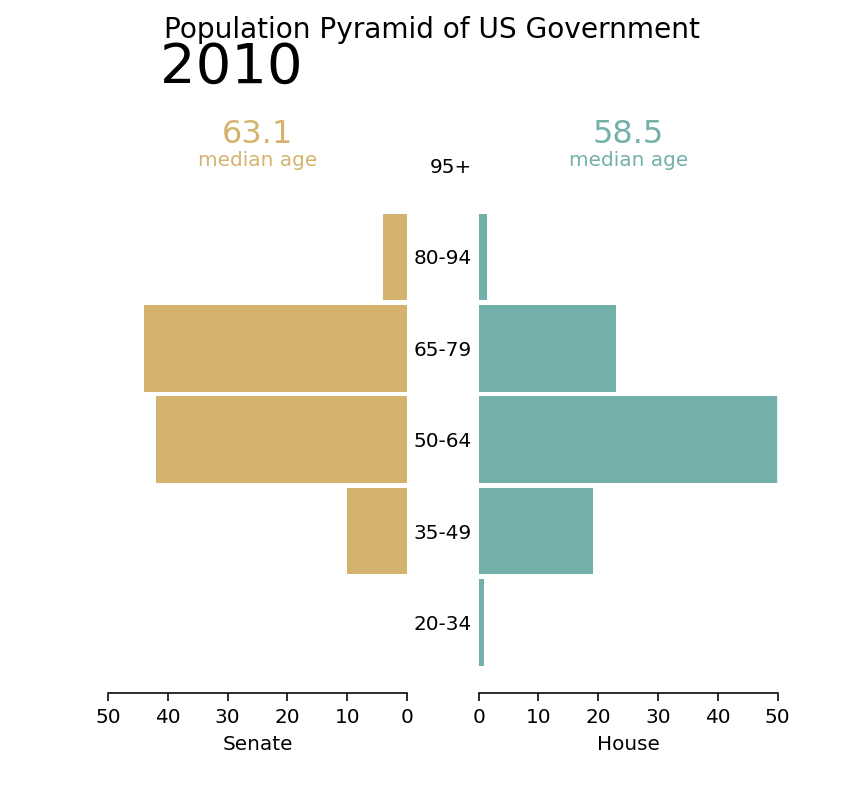 Population Pyramid of US Government
2010
63.1
median age
58.5
median age
95+
80-94
65-79
50-64
35-49
20-34
50 40 30 20 10 0
0 10 20 30 40 50
Senate
House